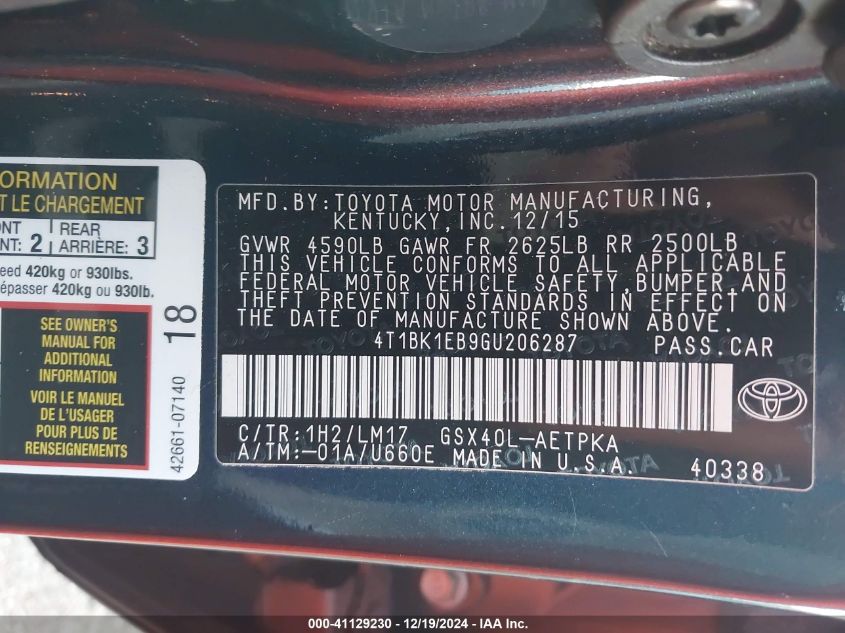 ORMATION
T LE CHARGEMENT
ONT
NT: 2
REAR
ARRIÈRE: 3
eed 420kg or 930lbs.
épasser 420kg ou 930lb.
SEE OWNER'S
MANUAL FOR
ADDITIONAL
INFORMATION
VOIR LE MANUEL
DE L'USAGER
POUR PLUS DE
RENSEIGNEMENTS
18
42661-07140
MFD.BY:TOYOTA MOTOR MANUFACTURING,
KENTUCKY,INC.12/15
GVWR 4590LB GAWR FR 2625LB RR 2500LB
THIS VEHICLE CONFORMS TO ALL APPLICABLE
FEDERAL MOTOR VEHICLE SAFETY,BUMPER,AND
THEFT PREVENTION STANDARDS IN EFFECT ON
THE DATE OF MANUFACTURE SHOWN ABOVE.
4T1BK1EB9GU206287 PASS.CAR
C/TR:1H2/LM17 GSX40L-AETPKA
A/TM:-01A/U660E MADE IN U.S.A. 40338
000-41129230 - 12/19/2024 - IAA Inc.